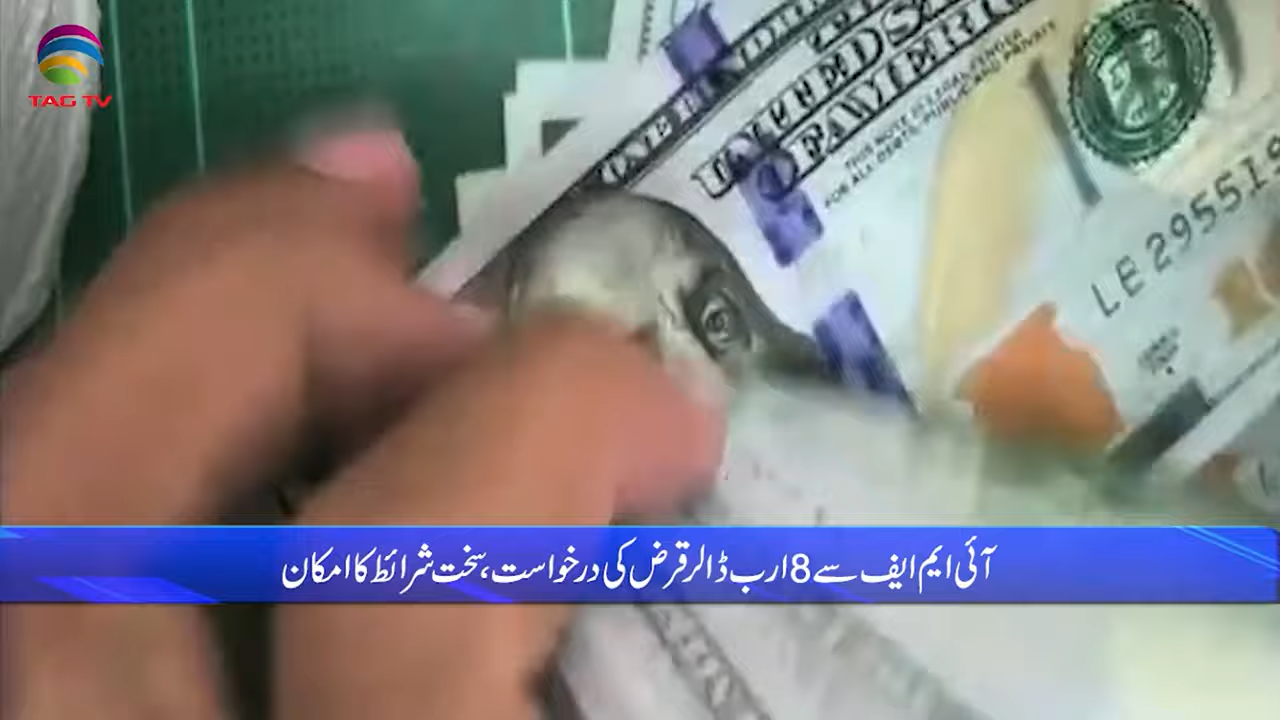 TAG TV
UNITED STATES
OF AMERICA
THIS NOTE IS LEGAL TENDER
FOR ALL DEBTS, PUBLIC AND PRIVATE
LE 295519
آئی ایم ایف سے 8 ارب ڈالر قرض کی درخواست، سخت شرائط کا امکان